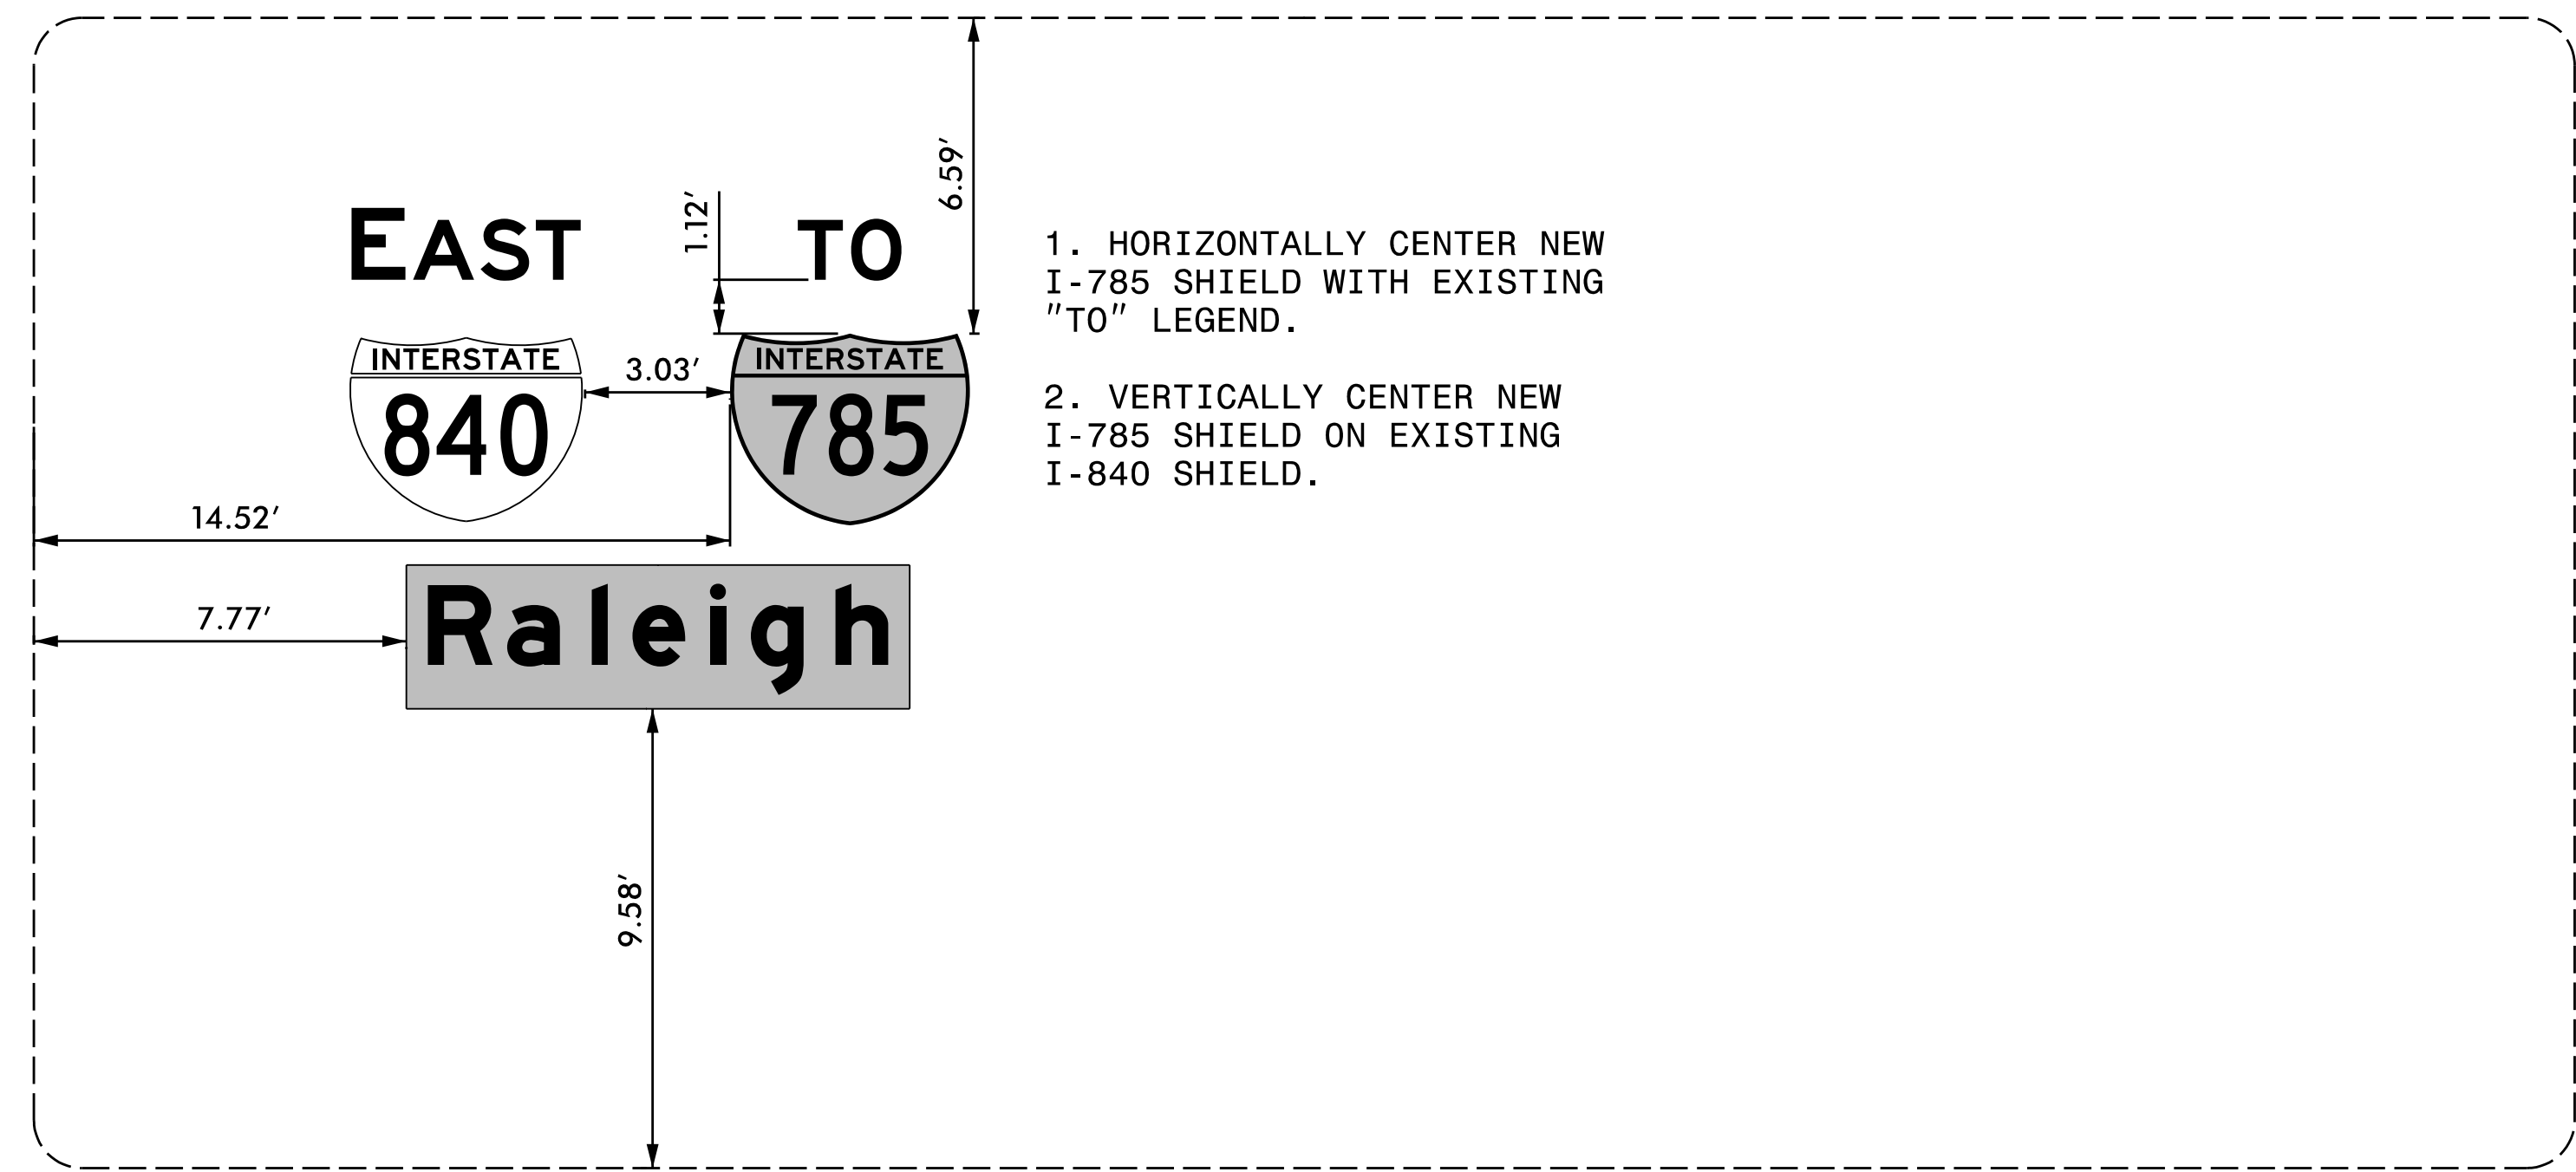 6.59′
1.12′
EAST TO
1. HORIZONTALLY CENTER NEW
I-785 SHIELD WITH EXISTING
"TO" LEGEND.
INTERSTATE
840
3.03′
INTERSTATE
785
2. VERTICALLY CENTER NEW
I-785 SHIELD ON EXISTING
I-840 SHIELD.
14.52′
7.77′
Raleigh
9.58′